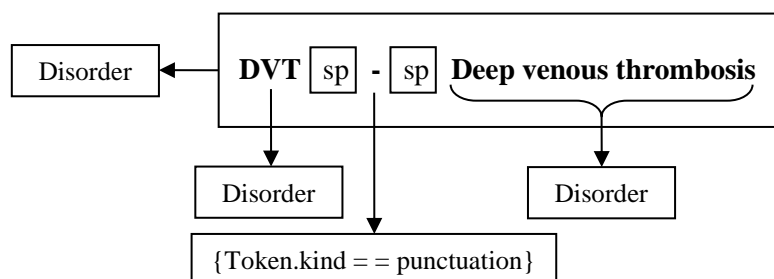 Disorder
DVT sp - sp Deep venous thrombosis
Disorder
Disorder
{Token.kind = = punctuation}